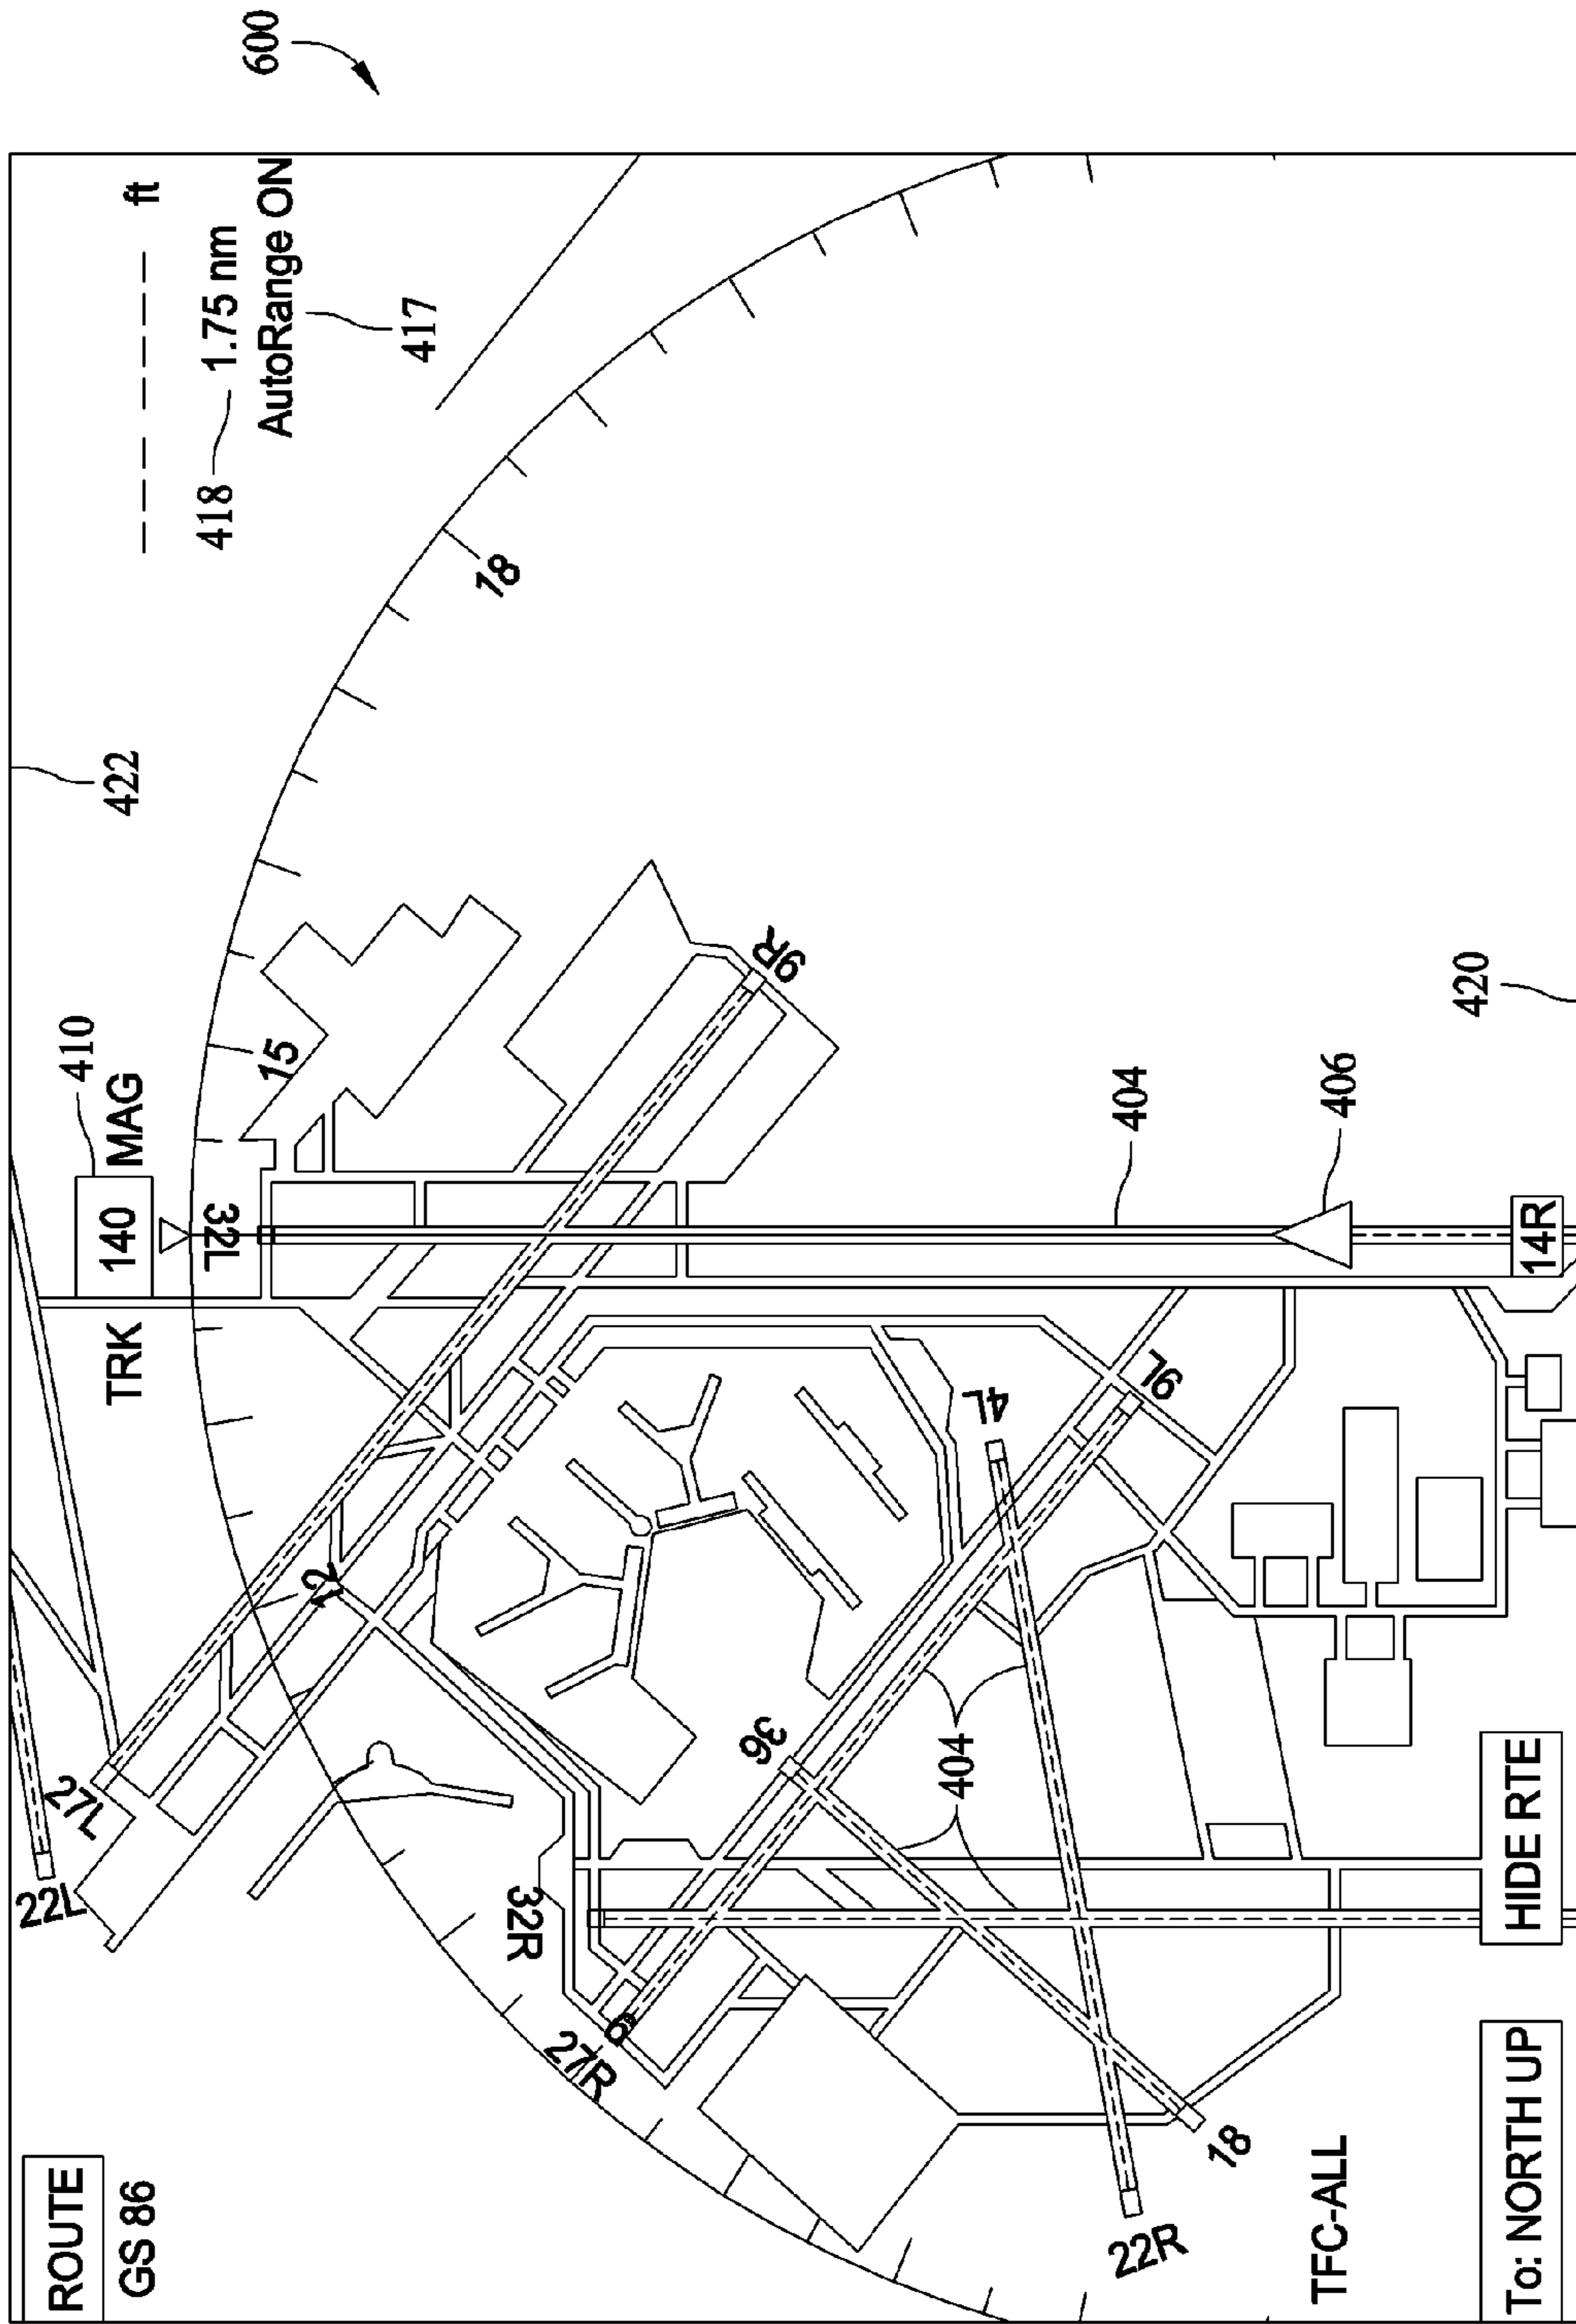 600
ROUTE
22L
422
GS 86
TRK 140 MAG
410
ft
27L
32L
418 1.75 nm
15
AutoRange ON
12
417
18
32R
27R
9
36
9R
404
4L
404
9L
22R
18
406
TFC-ALL
420
To: NORTH UP
HIDE RTE
14R